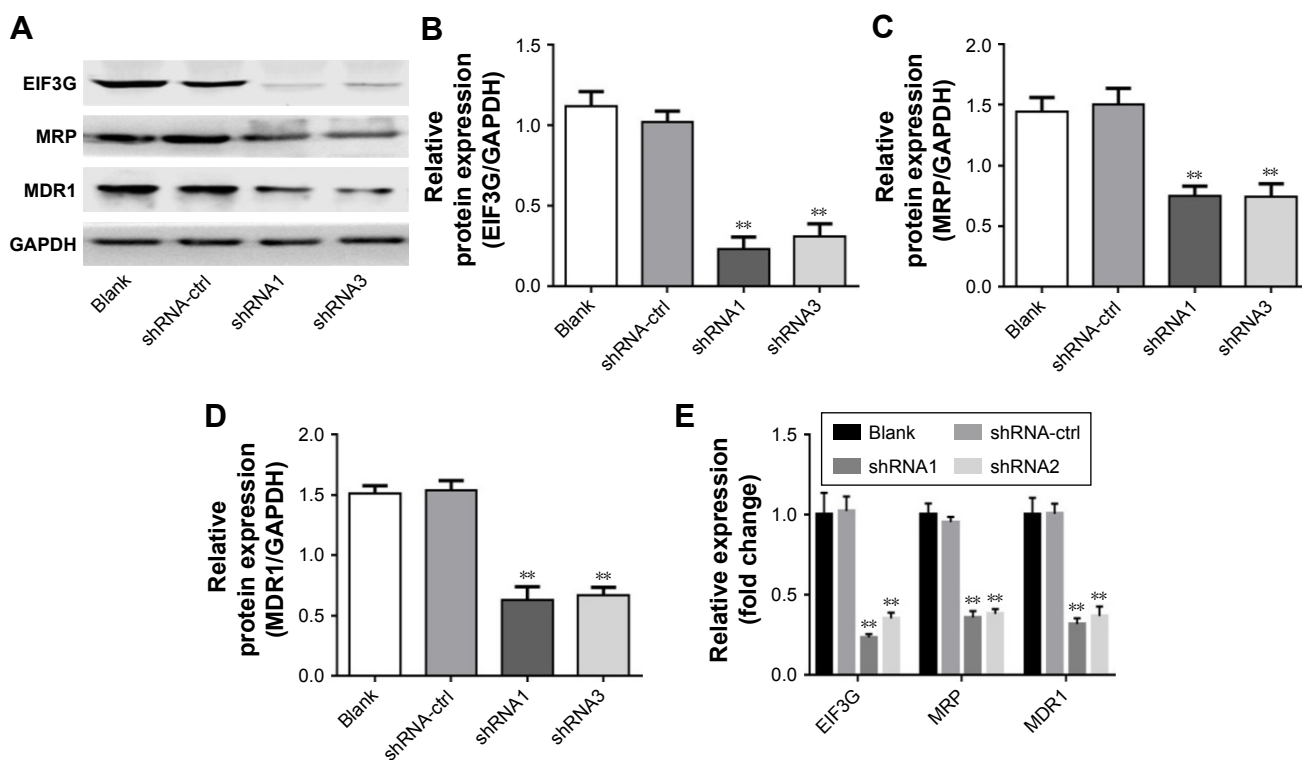 A
EIF3G
MRP
MDR1
GAPDH
Blank
shRNA-ctrl
shRNA1
shRNA3
B
Relative
protein expression
(EIF3G/GAPDH)
1.5
1.0
0.5
0.0
**
**
Blank
shRNA-ctrl
shRNA1
shRNA3
C
Relative
protein expression
(MRP/GAPDH)
2.0
1.5
1.0
0.5
0.0
**
**
Blank
shRNA-ctrl
shRNA1
shRNA3
D
Relative
protein expression
(MDR1/GAPDH)
2.0
1.5
1.0
0.5
0.0
**
**
Blank
shRNA-ctrl
shRNA1
shRNA3
E
Relative expression
(fold change)
Blank
shRNA-ctrl
shRNA1
shRNA2
1.5
1.0
0.5
0.0
**
**
**
**
**
**
EIF3G
MRP
MDR1